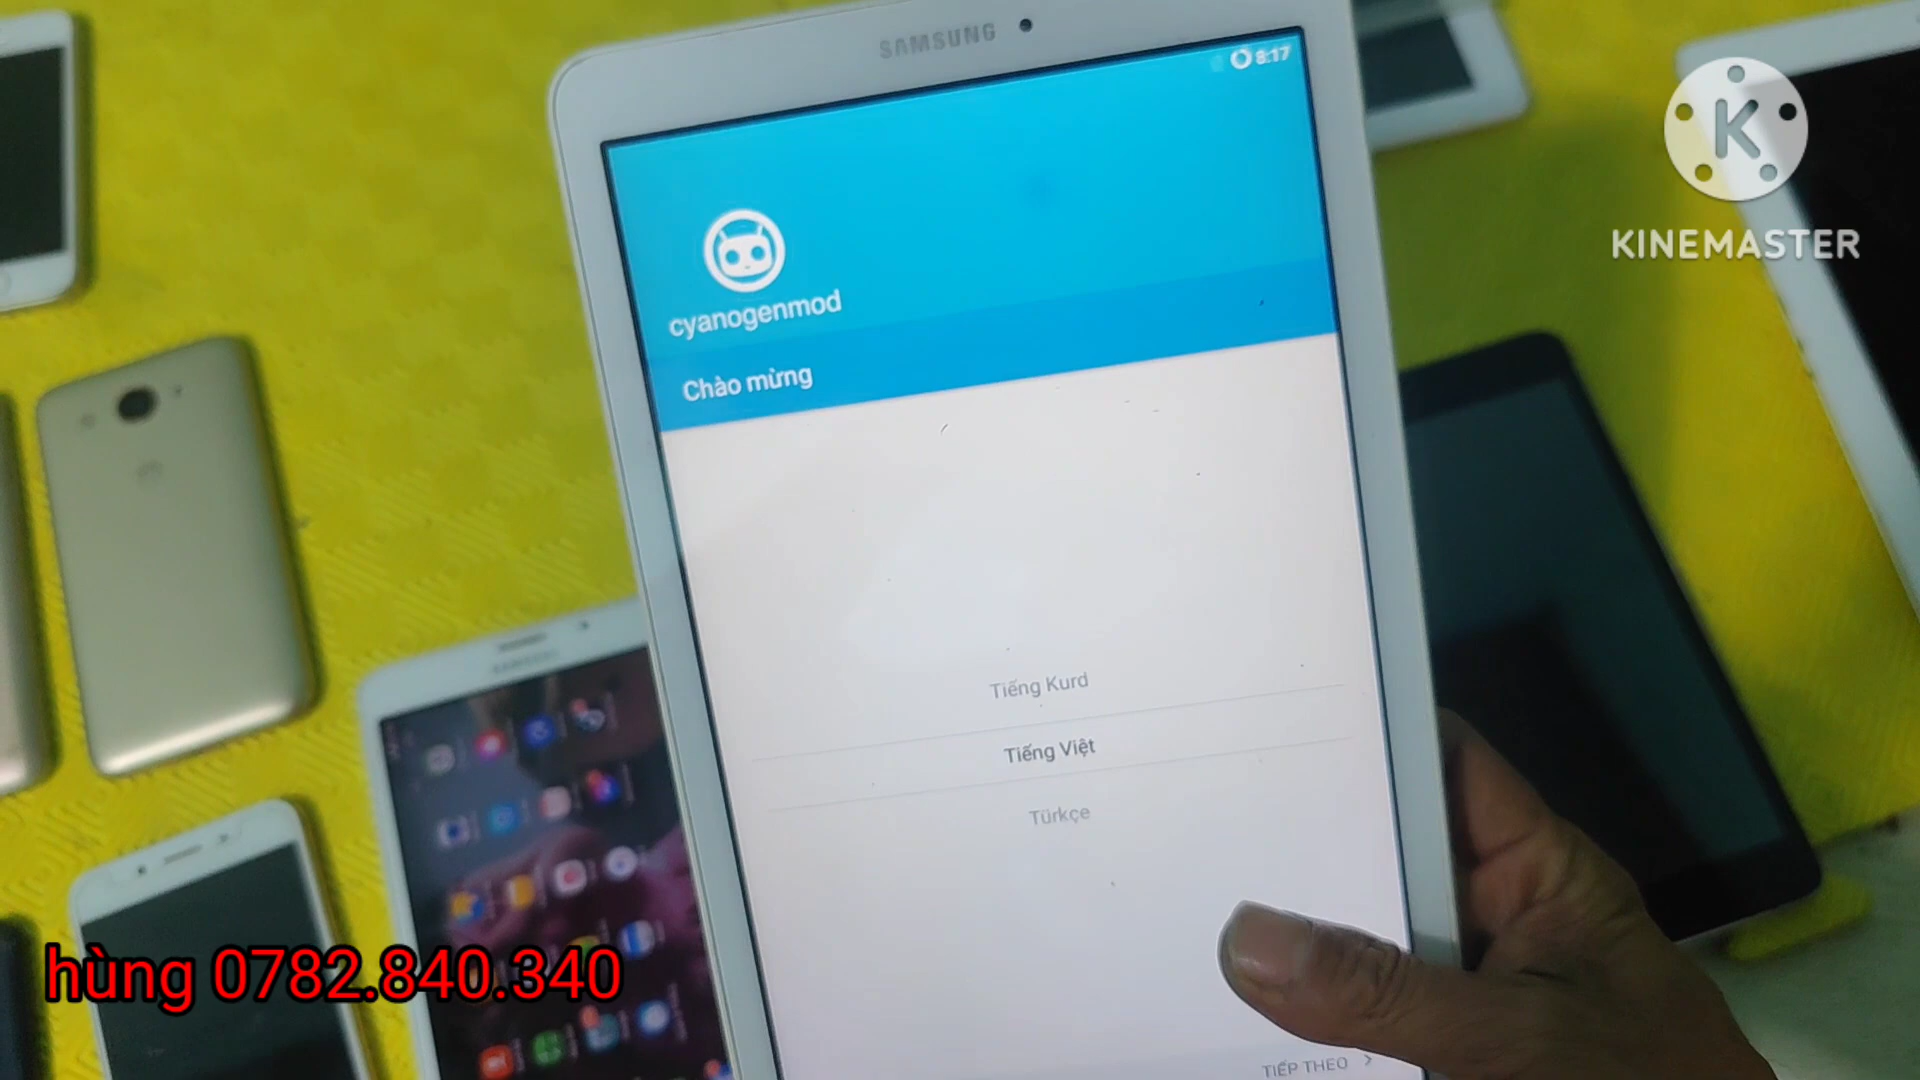 SAMSUNG
8:17
K
KINEMASTER
cyanogenmod
Chào mừng
Tiếng Kurd
Tiếng Việt
Türkçe
TIẾP THEO
hùng 0782.840.340